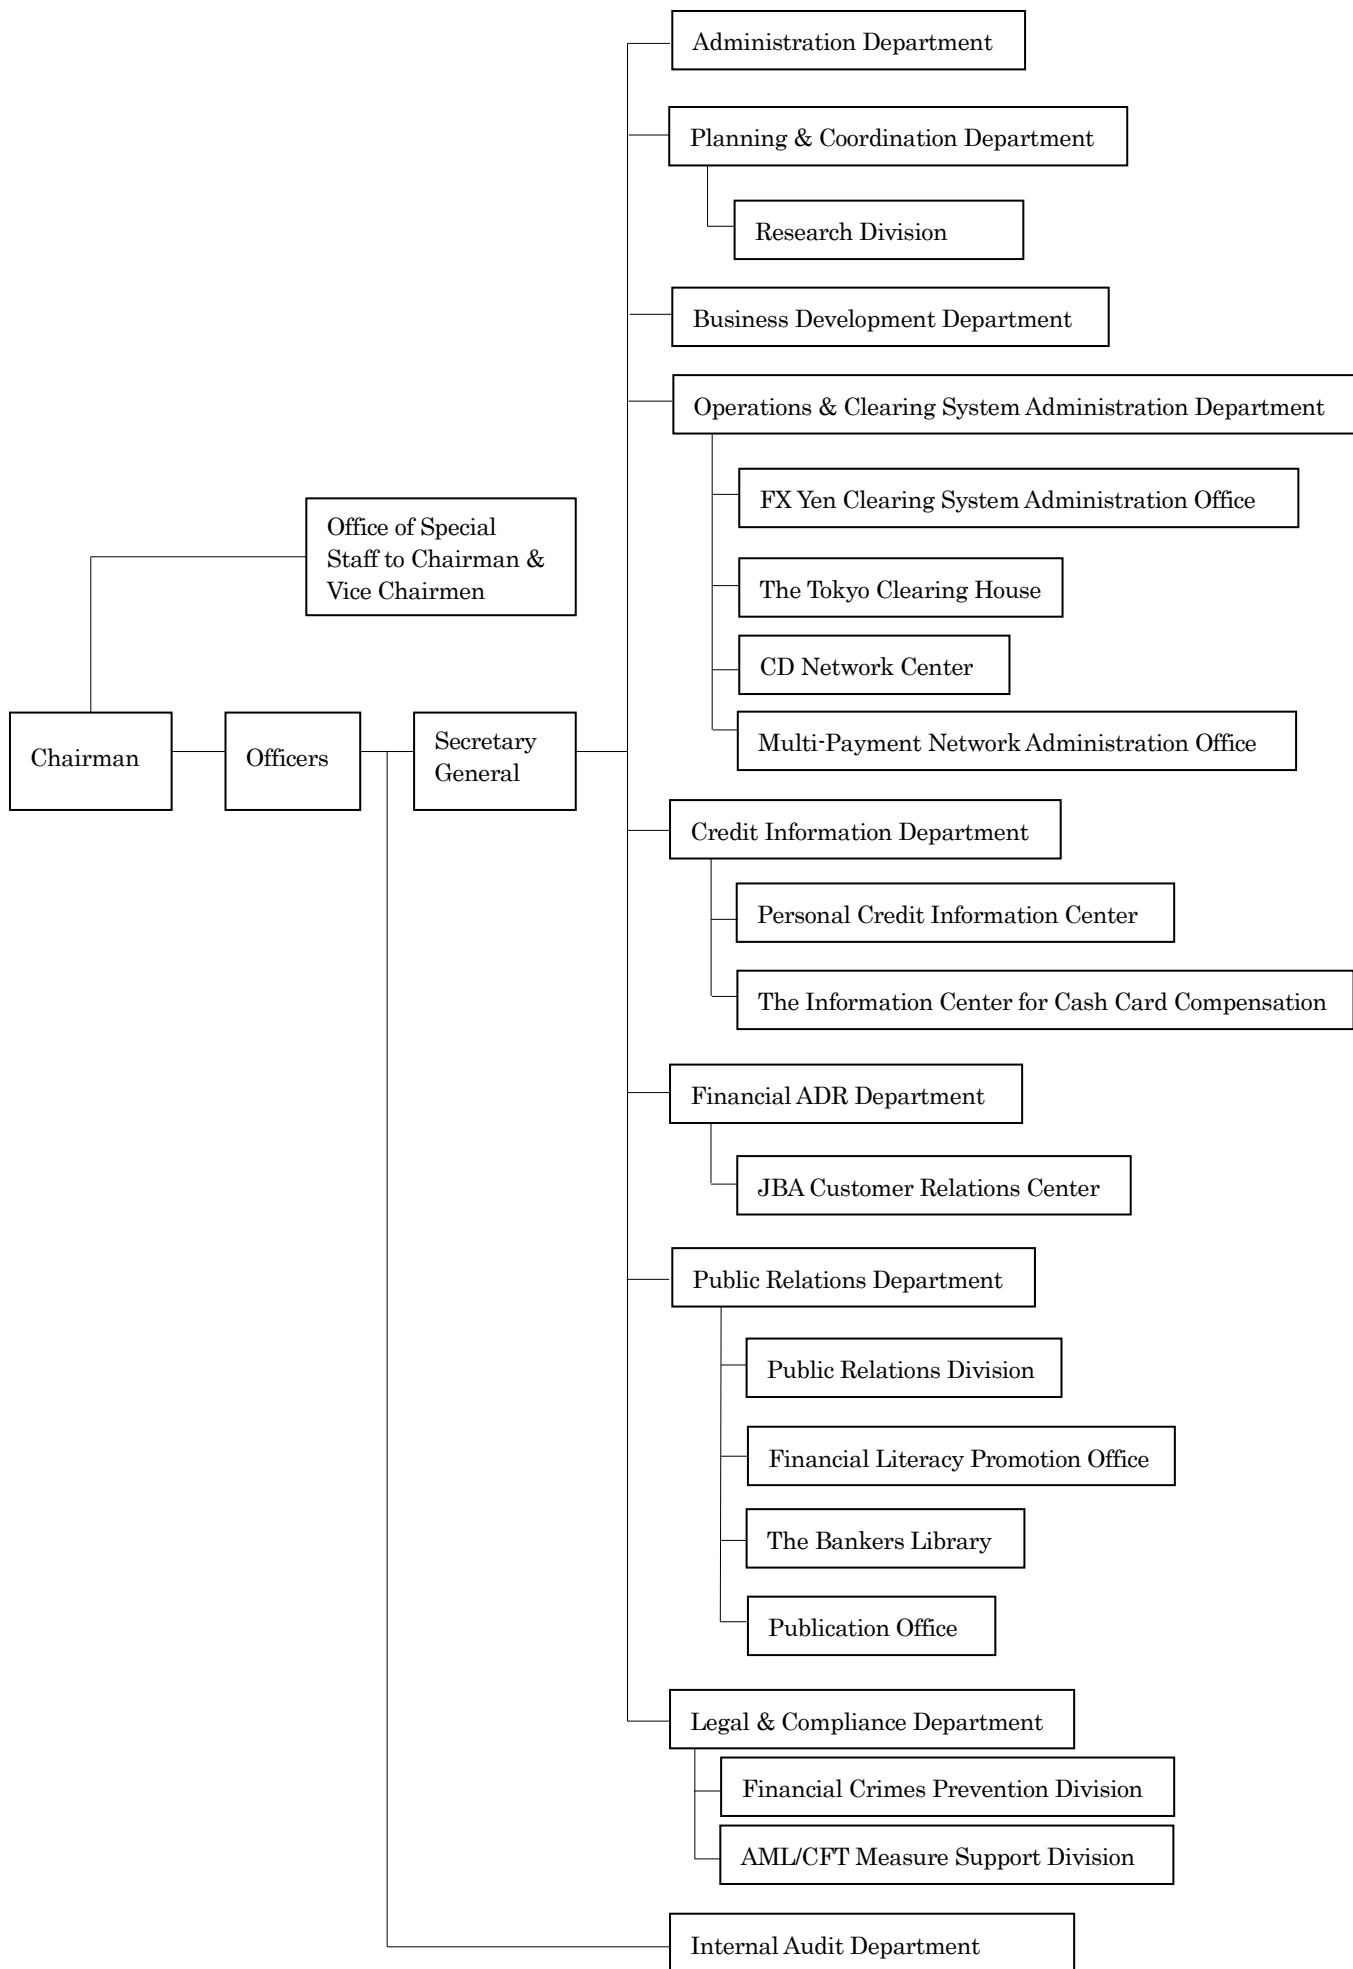 Administration Department
Planning & Coordination Department
Research Division
Business Development Department
Operations & Clearing System Administration Department
FX Yen Clearing System Administration Office
Office of Special
Staff to Chairman &
Vice Chairmen
The Tokyo Clearing House
CD Network Center
Chairman
Officers
Secretary
General
Multi-Payment Network Administration Office
Credit Information Department
Personal Credit Information Center
The Information Center for Cash Card Compensation
Financial ADR Department
JBA Customer Relations Center
Public Relations Department
Public Relations Division
Financial Literacy Promotion Office
The Bankers Library
Publication Office
Legal & Compliance Department
Financial Crimes Prevention Division
AML/CFT Measure Support Division
Internal Audit Department